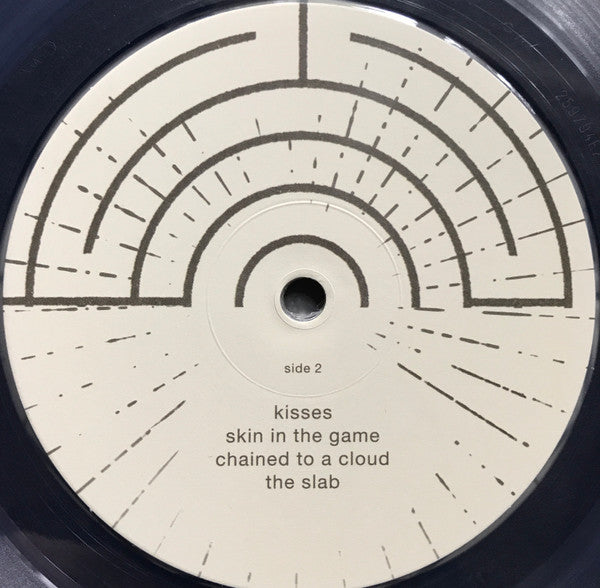 side 2
kisses
skin in the game
chained to a cloud
the slab